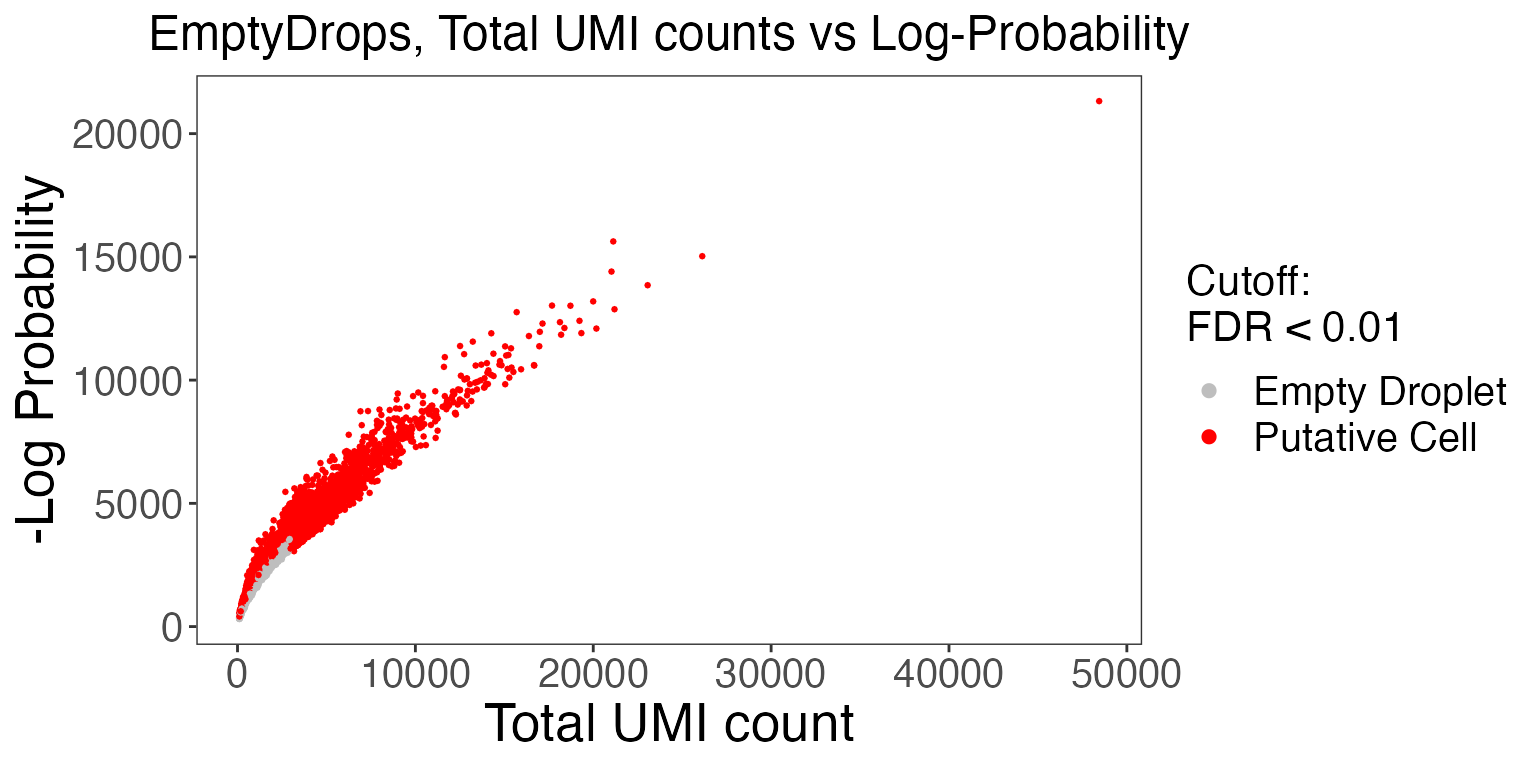 EmptyDrops, Total UMI counts vs Log-Probability
-Log Probability
20000
15000
10000
5000
0
0 10000 20000 30000 40000 50000
Total UMI count
Cutoff:
FDR < 0.01
Empty Droplet
Putative Cell